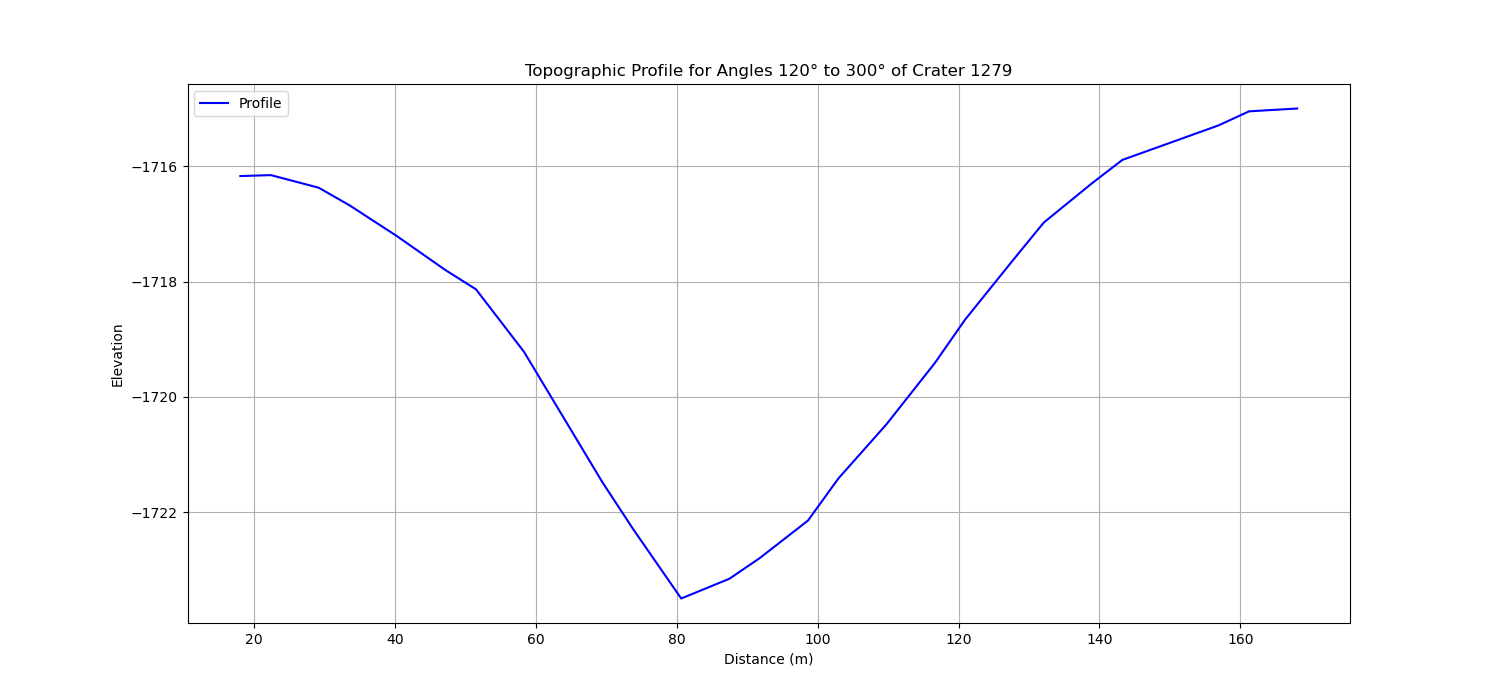 Topographic Profile for Angles 120° to 300° of Crater 1279
Profile
−1716
−1718
−1720
−1722
Elevation
20 40 60 80 100 120 140 160
Distance (m)